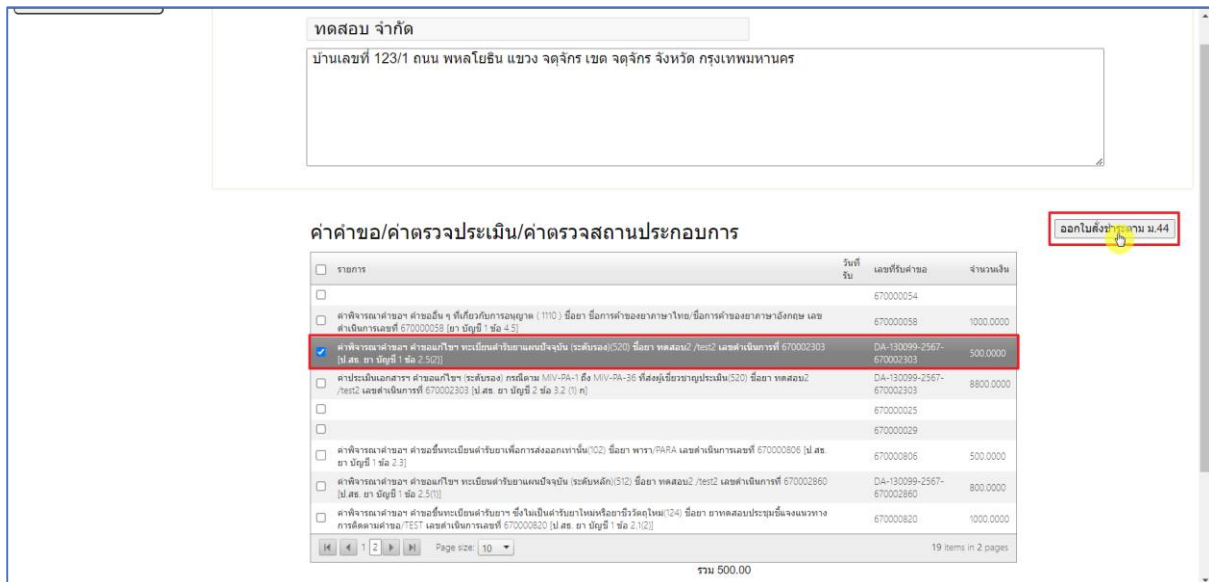 ทดสอบ จำกัด
บ้านเลขที่ 123/1 ถนน พหลโยธิน แขวง จตุจักร เขต จตุจักร จังหวัด กรุงเทพมหานคร
ค่าคำขอ/ค่าตรวจประเมิน/ค่าตรวจสถานประกอบการ
ออกใบสั่งชำระตาม ม.44
รายการ วันที่รับ เลขที่รับคำขอ จำนวนเงิน
670000054
ค่าพิจารณาคำขอฯ คำขออื่น ๆ ที่เกี่ยวกับการอนุญาต (1110) ชื่อยา ชื่อการค้าของยาภาษาไทย/ชื่อการค้าของยาภาษาอังกฤษ เลข
ดำเนินการเลขที่ 670000058 [ยา บัญชี 1 ข้อ 4.5] 670000058 1000.0000
ค่าพิจารณาคำขอฯ คำขอแก้ไขฯ ทะเบียนตำรับยาแผนปัจจุบัน (ระดับรอง)(520) ชื่อยา ทดสอบ2 /test2 เลขดำเนินการที่ 670002303
[ป.สธ. ยา บัญชี 1 ข้อ 2.5(2)] DA-130099-2567-670002303 500.0000
ค่าประเมินเอกสารฯ คำขอแก้ไขฯ (ระดับรอง) กรณีตาม MIV-PA-1 ถึง MIV-PA-36 ที่ส่งผู้เชี่ยวชาญประเมิน(520) ชื่อยา ทดสอบ2
/test2 เลขดำเนินการที่ 670002303 [ป.สธ. ยา บัญชี 2 ข้อ 3.2 (1) ก] DA-130099-2567-670002303 8800.0000
670000025
670000029
ค่าพิจารณาคำขอฯ คำขอขึ้นทะเบียนตำรับยาเพื่อการส่งออกเท่านั้น(102) ชื่อยา พารา/PARA เลขดำเนินการเลขที่ 670000806 [ป.สธ.
ยา บัญชี 1 ข้อ 2.3] 670000806 500.0000
ค่าพิจารณาคำขอฯ คำขอแก้ไขฯ ทะเบียนตำรับยาแผนปัจจุบัน (ระดับหลัก)(512) ชื่อยา ทดสอบ2 /test2 เลขดำเนินการที่ 670002860
[ป.สธ. ยา บัญชี 1 ข้อ 2.5(1)] DA-130099-2567-670002860 800.0000
ค่าพิจารณาคำขอฯ คำขอขึ้นทะเบียนตำรับยาฯ ซึ่งไม่เป็นตำรับยาใหม่หรือยาชีววัตถุใหม่(124) ชื่อยา ยาทดสอบประชุมชี้แจงแนวทาง
การติดตามคำขอ/TEST เลขดำเนินการเลขที่ 670000820 [ป.สธ. ยา บัญชี 1 ข้อ 2.1(2)] 670000820 1000.0000
1 2 Page size: 10 19 items in 2 pages
รวม 500.00